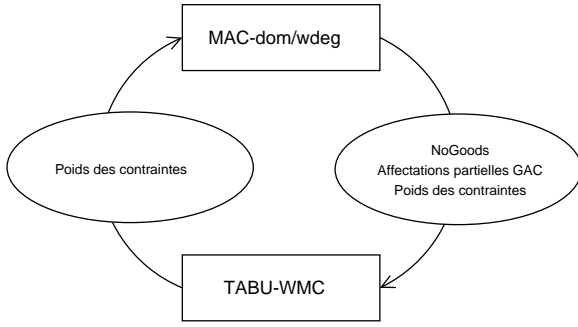 MAC-dom/wdeg
Poids des contraintes
NoGoods
Affectations partielles GAC
Poids des contraintes
TABU-WMC